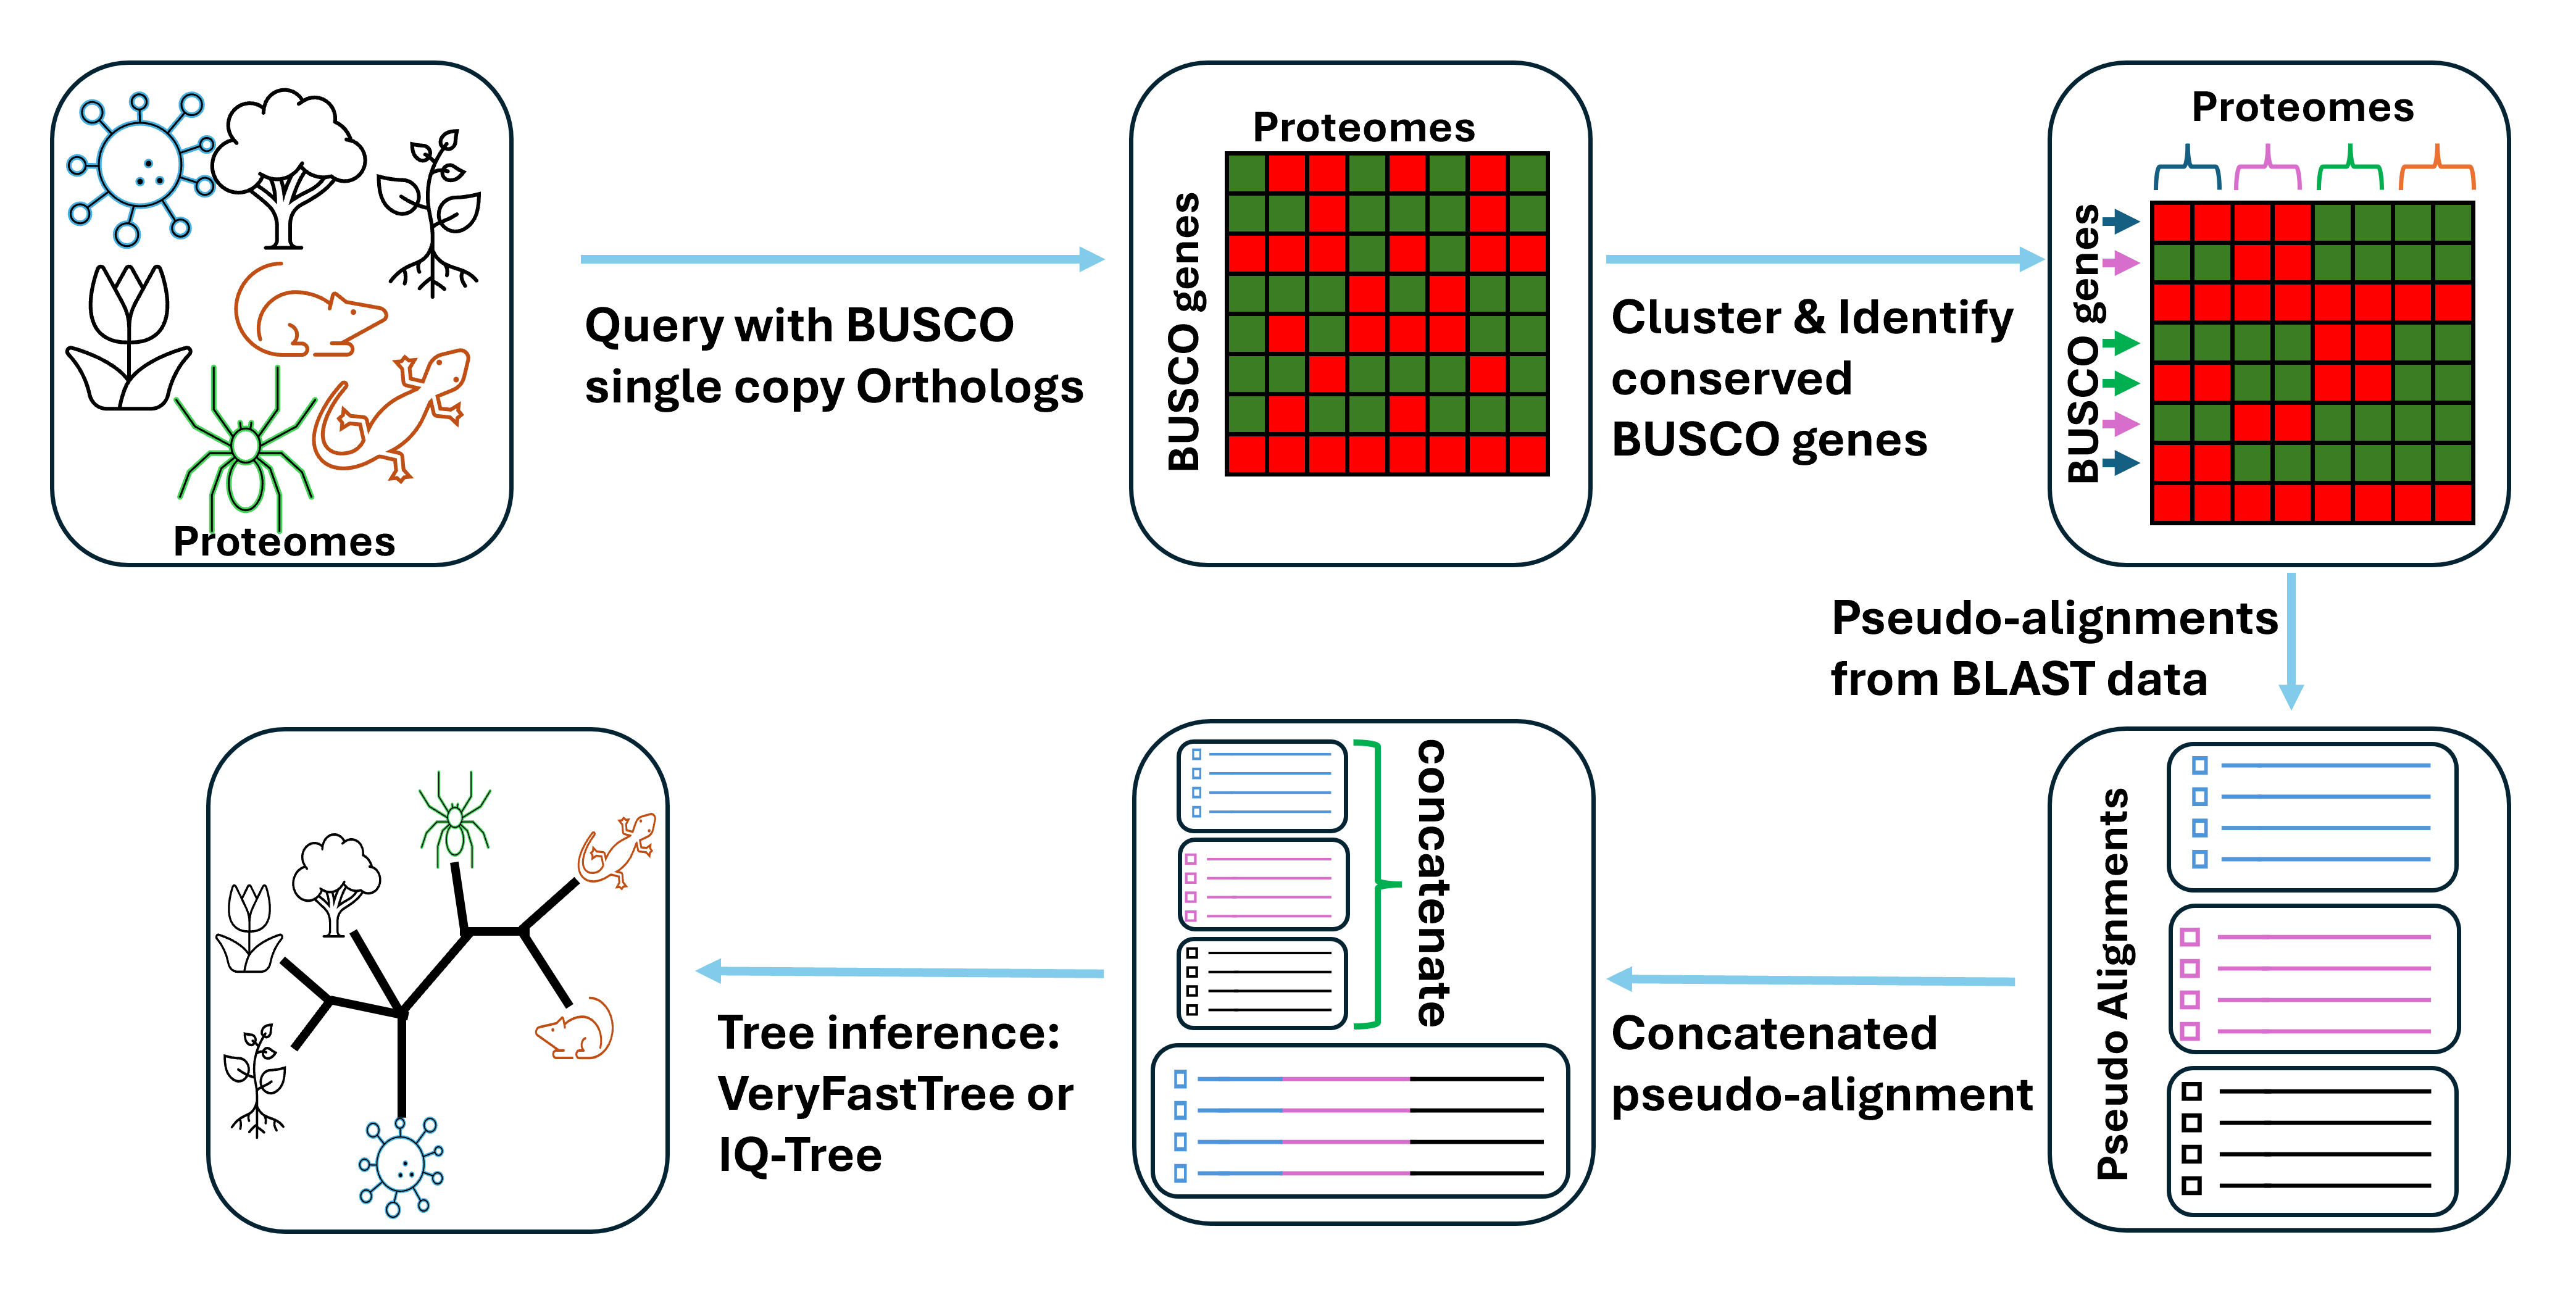 Proteomes
Query with BUSCO
single copy Orthologs
Proteomes
BUSCO genes
Cluster & Identify
conserved
BUSCO genes
Proteomes
BUSCO genes
Pseudo-alignments
from BLAST data
Pseudo Alignments
Concatenated
pseudo-alignment
concatenate
Tree inference:
VeryFastTree or
IQ-Tree